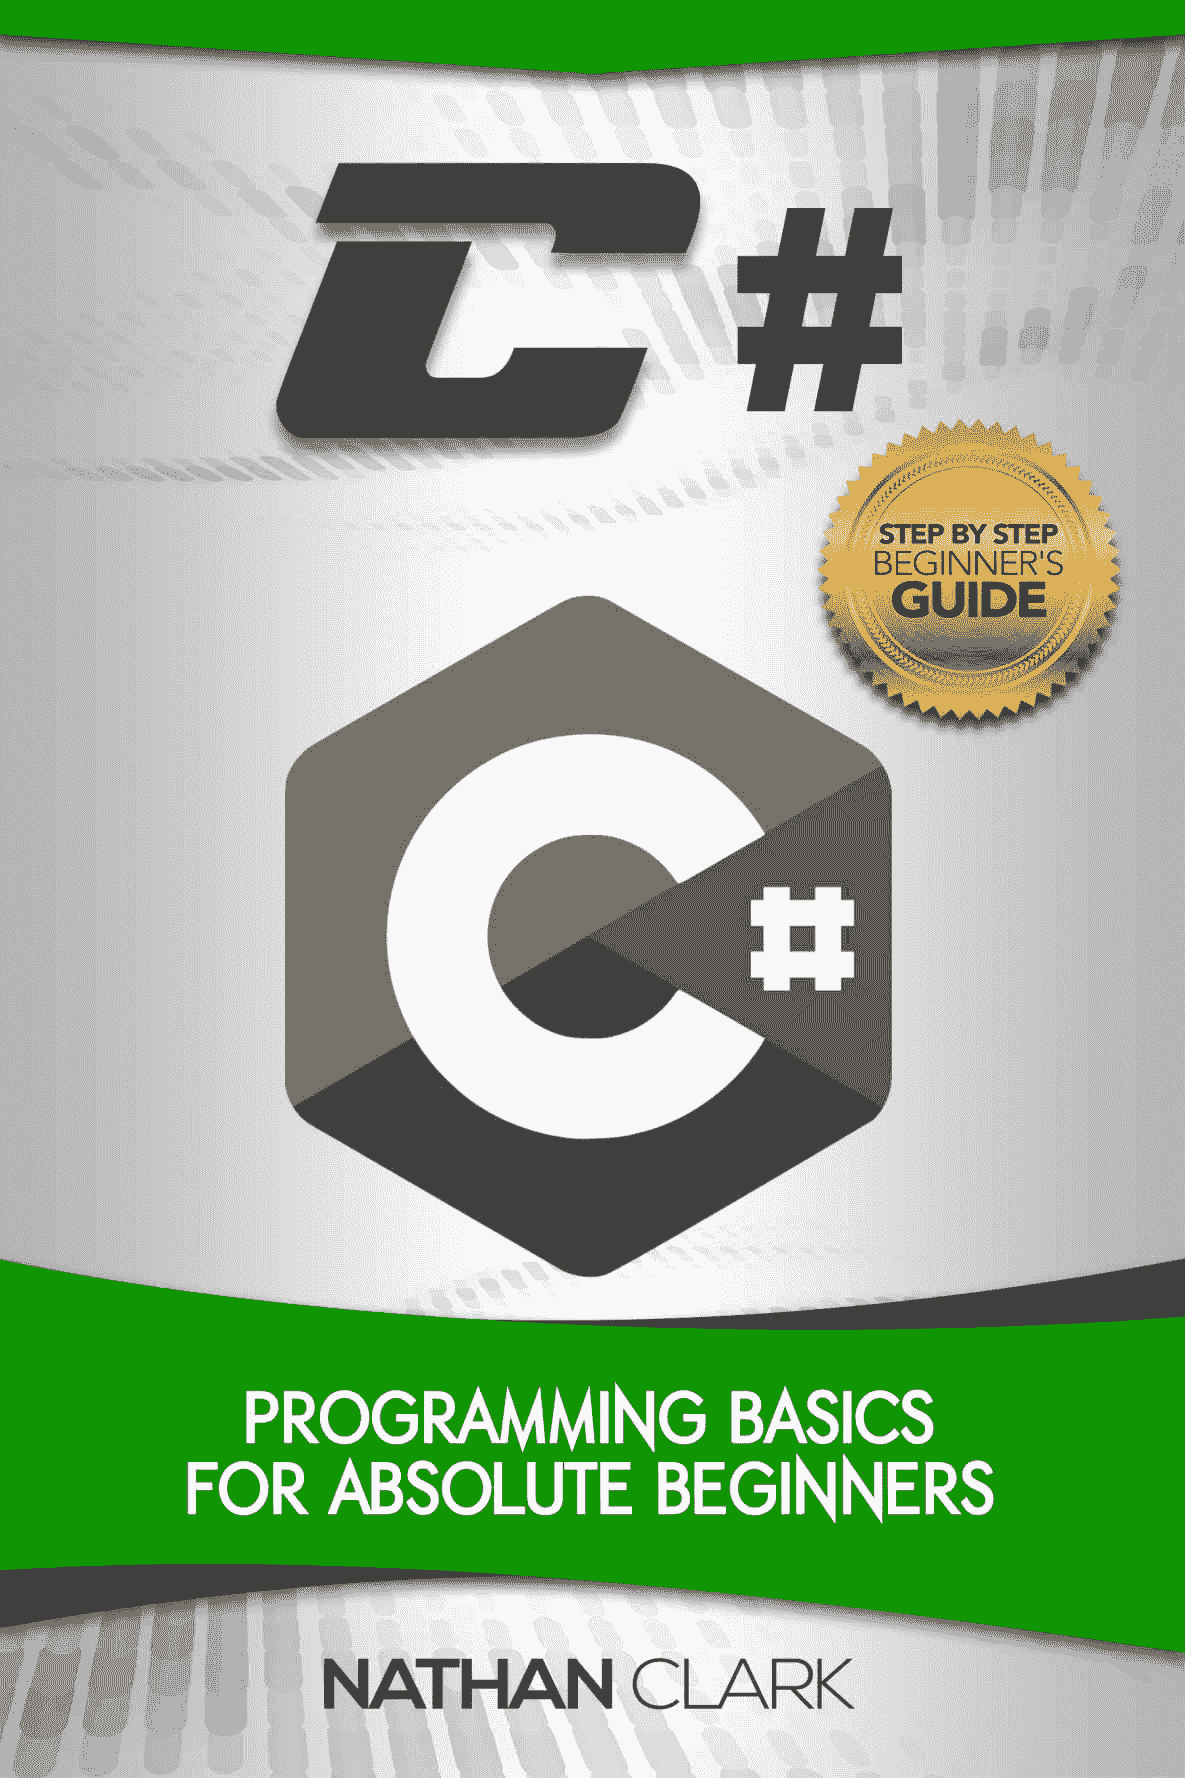 C#
STEP BY STEP
BEGINNER'S
GUIDE
C#
PROGRAMMING BASICS
FOR ABSOLUTE BEGINNERS
NATHAN CLARK